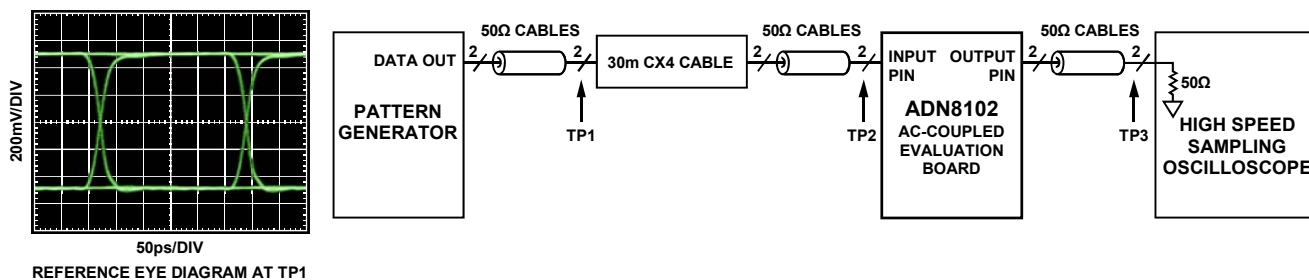 200mV/DIV
50ps/DIV
REFERENCE EYE DIAGRAM AT TP1
DATA OUT
PATTERN
GENERATOR
2
50Ω CABLES
2
TP1
30m CX4 CABLE
2
50Ω CABLES
2
TP2
INPUT
PIN
OUTPUT
PIN
ADN8102
AC-COUPLED
EVALUATION
BOARD
2
50Ω CABLES
2
TP3
50Ω
HIGH SPEED
SAMPLING
OSCILLOSCOPE